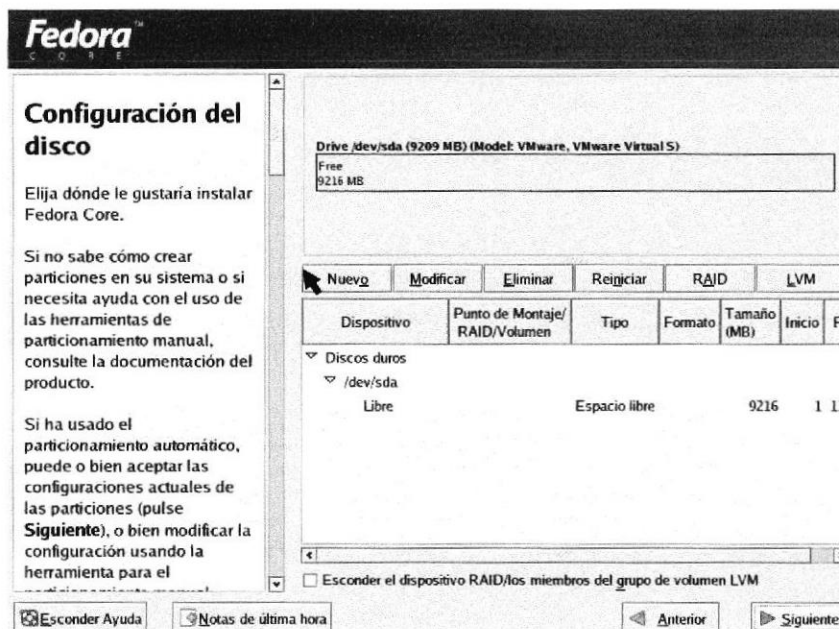 Fedora™
CORE
Configuración del
disco
Elija dónde le gustaría instalar
Fedora Core.
Si no sabe cómo crear
particiones en su sistema o si
necesita ayuda con el uso de
las herramientas de
particionamiento manual,
consulte la documentación del
producto.
Si ha usado el
particionamiento automático,
puede o bien aceptar las
configuraciones actuales de
las particiones (pulse
Siguiente), o bien modificar la
configuración usando la
herramienta para el
Drive /dev/sda (9209 MB) (Model: VMware, VMware Virtual S)
Free
9216 MB
Nuevo Modificar Eliminar Reiniciar RAID LVM
Dispositivo Punto de Montaje/ RAID/Volumen Tipo Formato Tamaño (MB) Inicio F
Discos duros
/dev/sda
Libre Espacio libre 9216 1 1
Esconder el dispositivo RAID/los miembros del grupo de volumen LVM
Esconder Ayuda Notas de última hora Anterior Siguiente